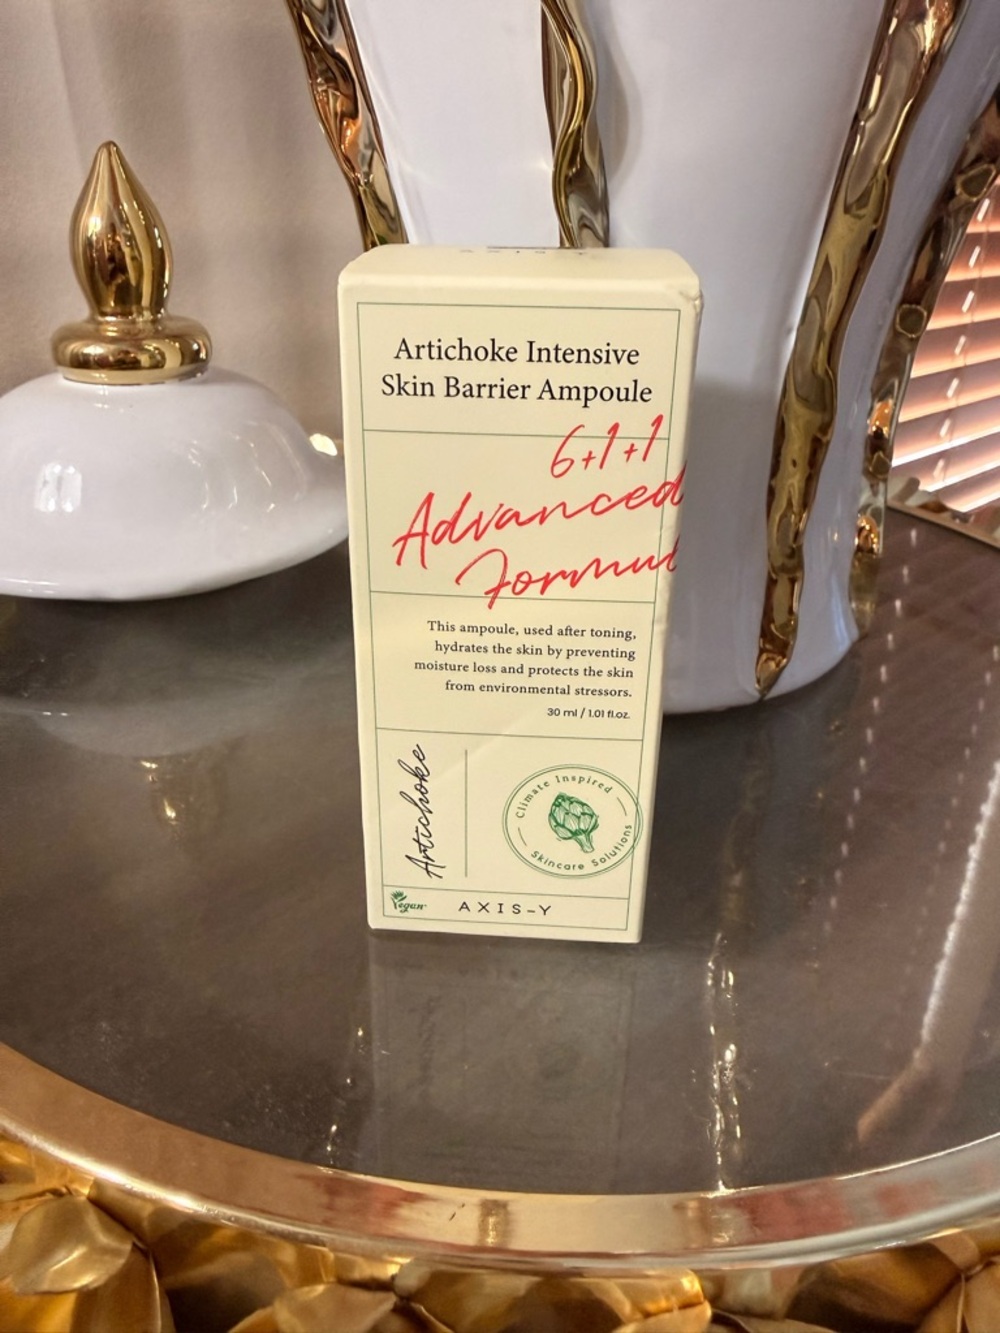 Artichoke Intensive
Skin Barrier Ampoule
6+1+1
Advanced
Formul
This ampoule, used after toning,
hydrates the skin by preventing
moisture loss and protects the skin
from environmental stressors.
30 ml / 1.01 fl.oz.
Artichoke
Climate Inspired
Skincare Solutions
Vegan
AXIS-Y